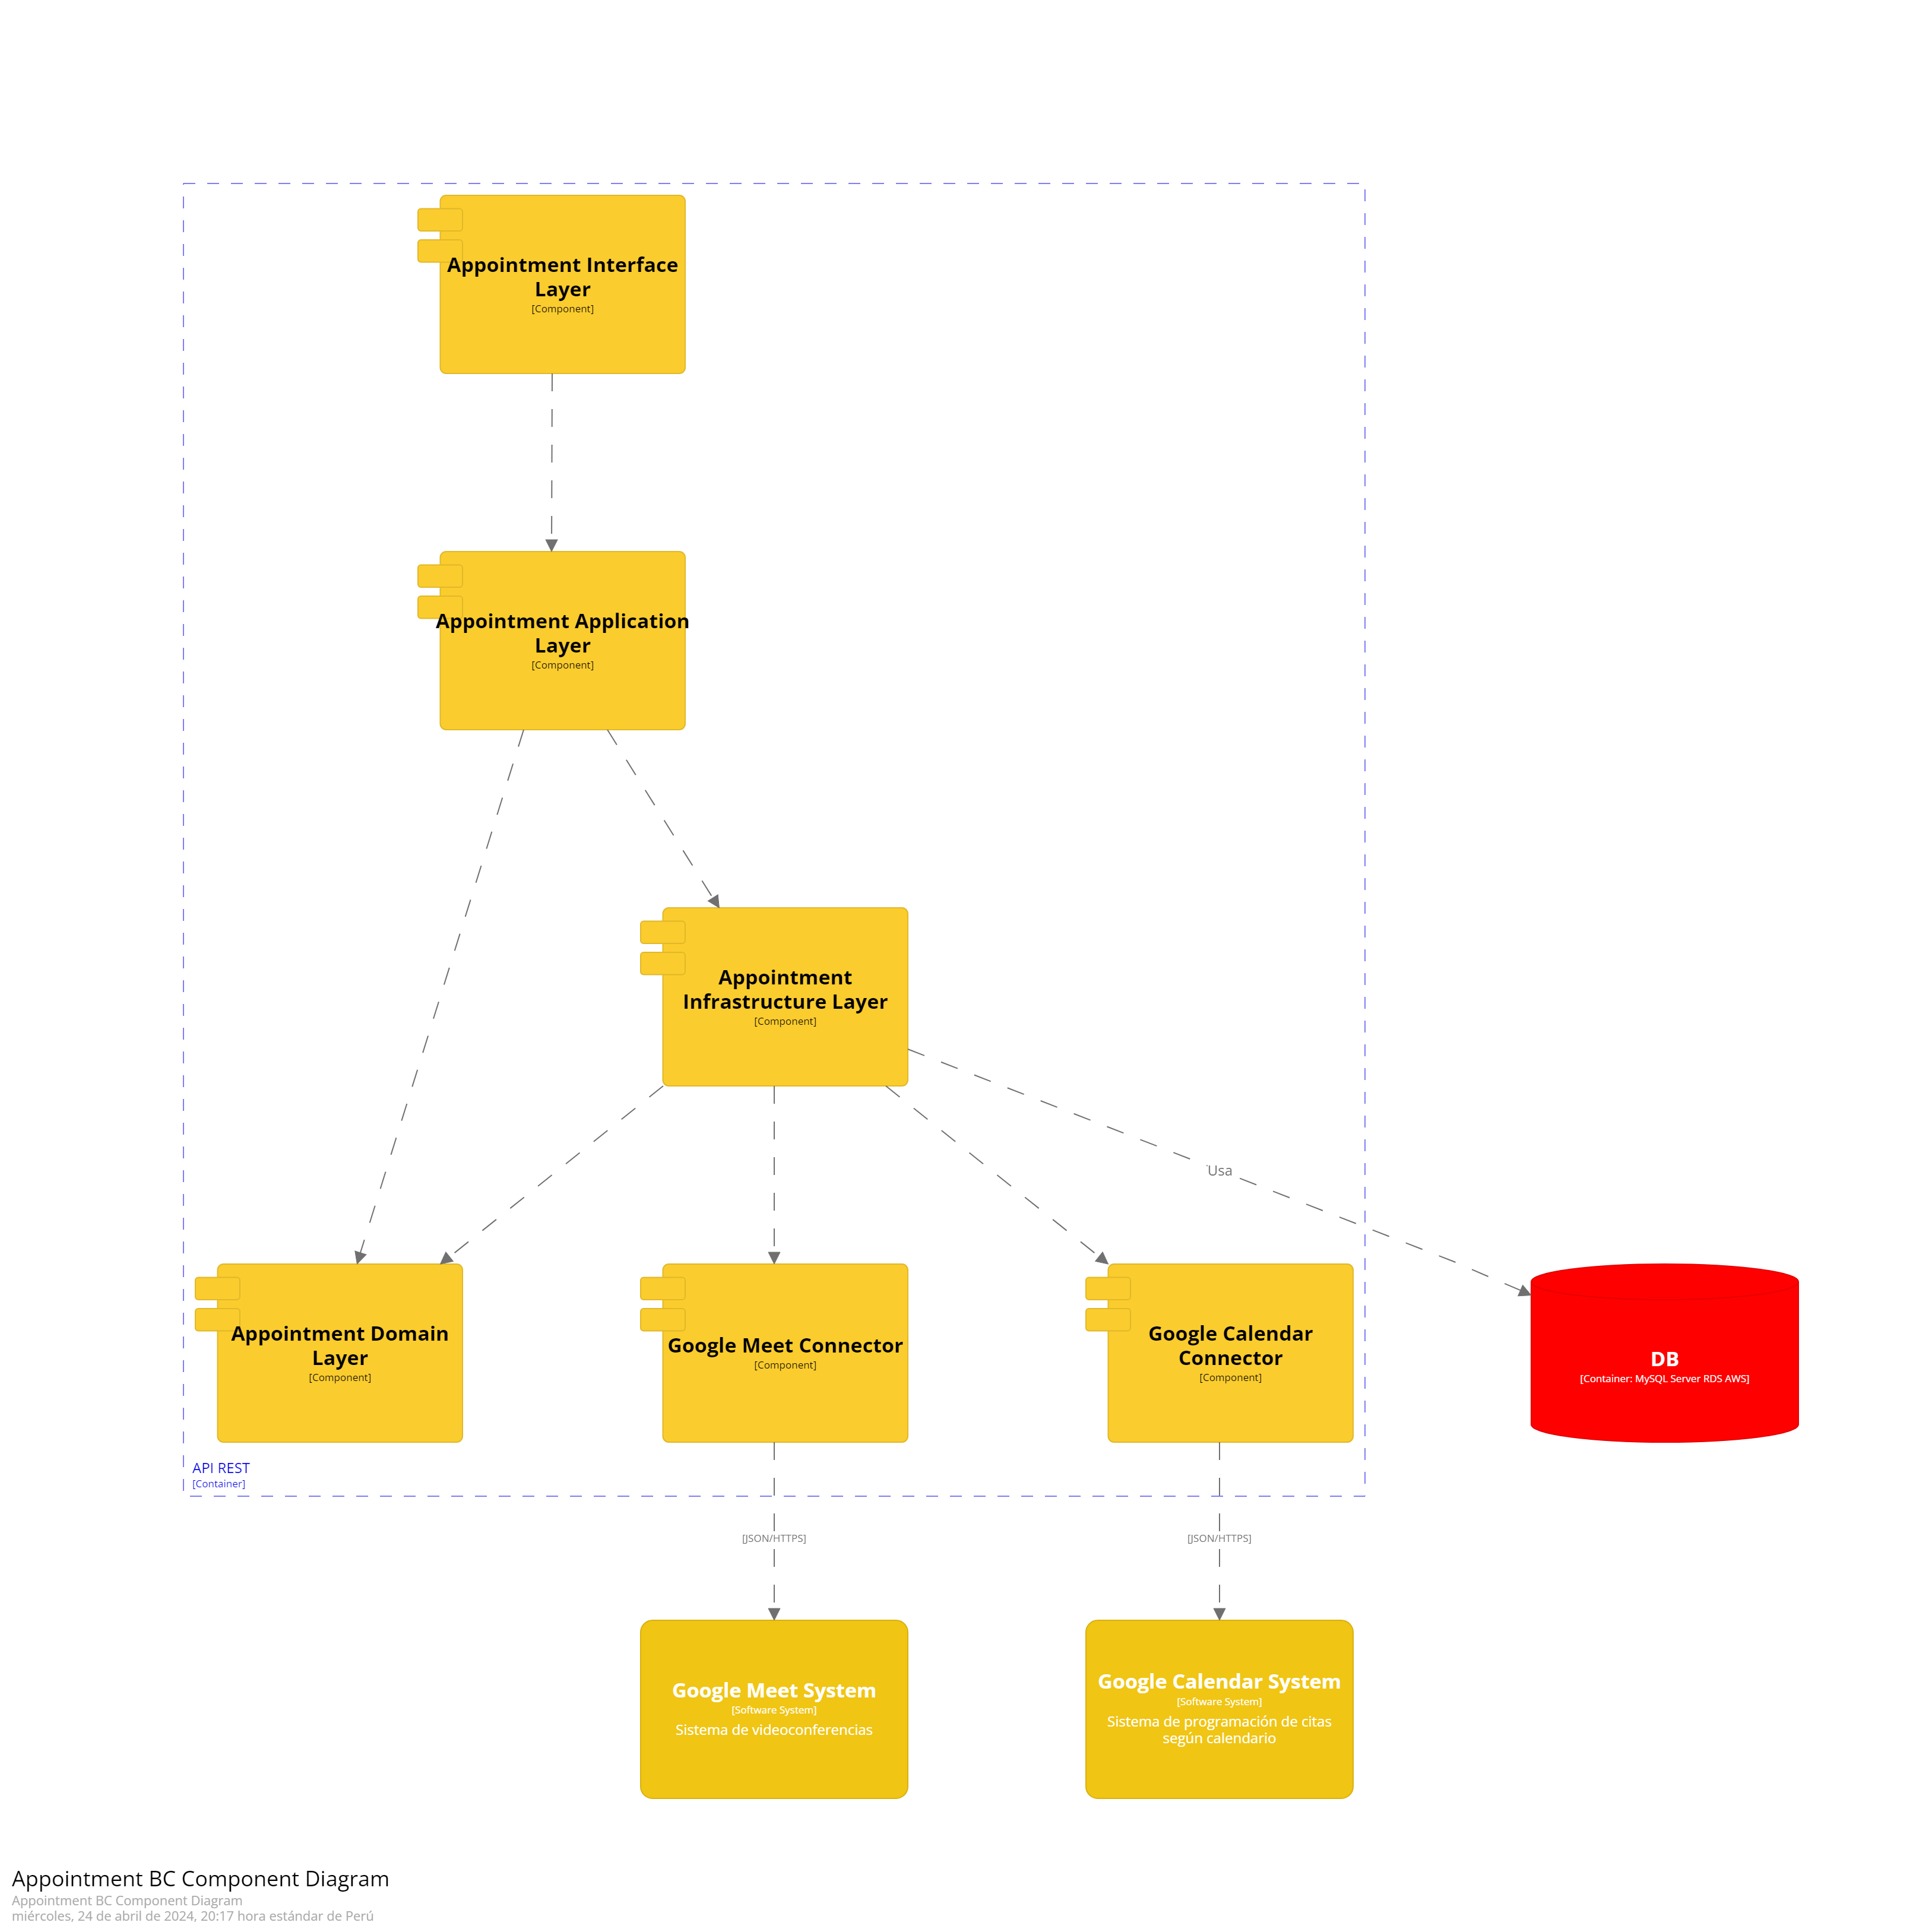 Appointment Interface
Layer
[Component]
Appointment Application
Layer
[Component]
Appointment
Infrastructure Layer
[Component]
Usa
Appointment Domain
Layer
[Component]
Google Meet Connector
[Component]
Google Calendar
Connector
[Component]
DB
[Container: MySQL Server RDS AWS]
API REST
[Container]
[JSON/HTTPS]
[JSON/HTTPS]
Google Meet System
[Software System]
Sistema de videoconferencias
Google Calendar System
[Software System]
Sistema de programación de citas
según calendario
Appointment BC Component Diagram
Appointment BC Component Diagram
miércoles, 24 de abril de 2024, 20:17 hora estándar de Perú